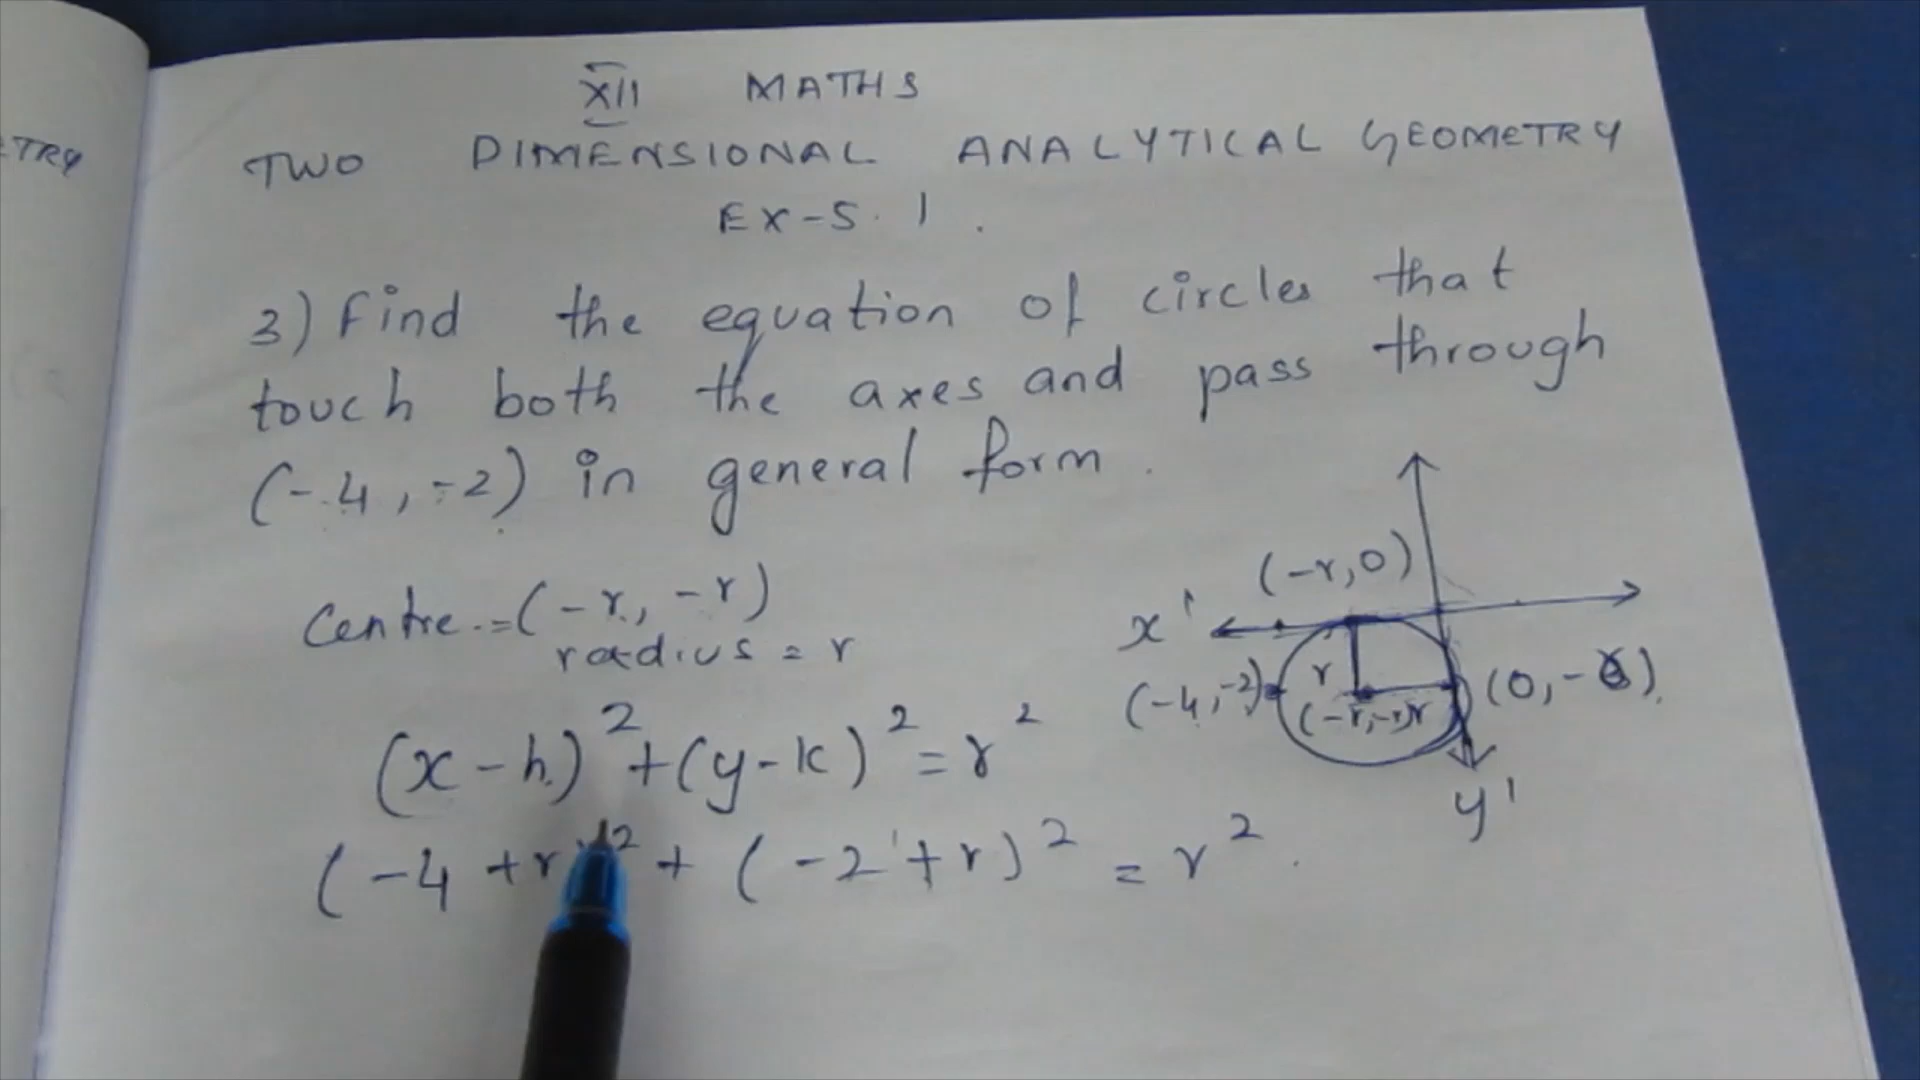 ETRY
XII MATHS
TWO DIMENSIONAL ANALYTICAL GEOMETRY
EX-5.1.
3) Find the equation of circles that
touch both the axes and pass through
(-4, -2) in general form.
Centre = (-r, -r)
radius = r
(x-h)²+(y-k)²=r²
(-4+r)²+(-2+r)²=r².
(-r,0)
x'
(-4,-2)
r
(-r,-r)r
(0,-r)
y'